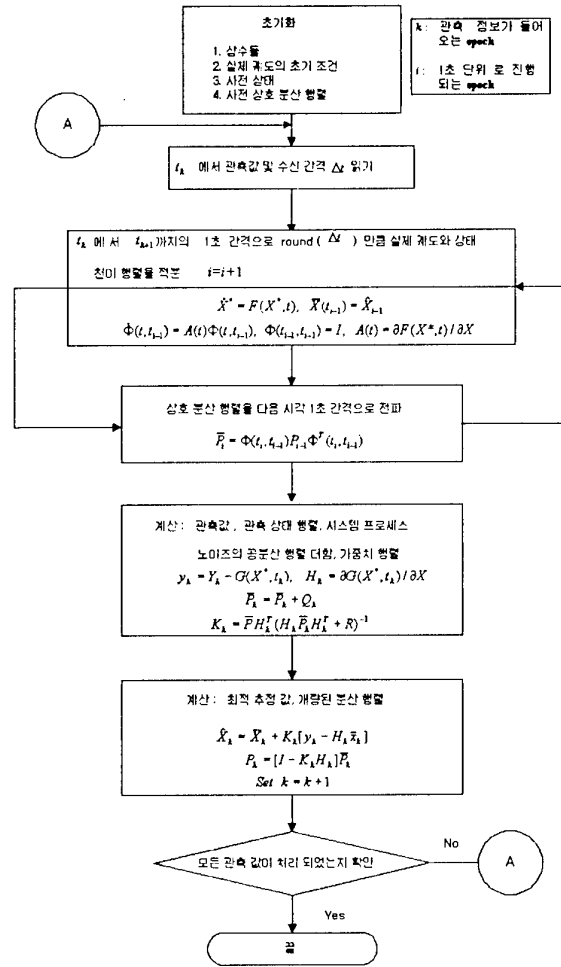 초기화
1. 상수들
2. 실제 궤도의 초기 조건
3. 사전 상태
4. 사전 상호 분산 행렬
k : 관측 정보가 들어
오는 epoch
i : 1초 단위 로 진행
되는 epoch
A
t_k 에서 관측값 및 수신 간격 Δt 읽기
t_k 에서 t_{k+1}까지의 1초 간격으로 round( Δt ) 만큼 실제 궤도와 상태
천이 행렬을 적분 i=i+1
Ẋ* = F(X*,t), X̄(t_{i-1}) = X̂_{i-1}
Φ̇(t,t_{i-1}) = A(t)Φ(t,t_{i-1}), Φ(t_{i-1},t_{i-1}) = I, A(t) = ∂F(X*,t)/∂X
상호 분산 행렬을 다음 시각 1초 간격으로 전파
P̄_i = Φ(t_i,t_{i-1})P_{i-1}Φ^T(t_i,t_{i-1})
계산 : 관측값 , 관측 상태 행렬, 시스템 프로세스
노이즈의 공분산 행렬 더함, 가중치 행렬
y_k = Y_k - G(X*,t_k), H_k = ∂G(X*,t_k)/∂X
P̄_k = P̄_k + Q_k
K_k = P̄H_k^T(H_k P̄_k H_k^T + R)^{-1}
계산 : 최적 추정 값, 개량된 분산 행렬
X̂_k = X̄_k + K_k[y_k - H_k x̄_k]
P_k = [I - K_k H_k]P̄_k
Set k = k+1
모든 관측 값이 처리 되었는지 확인
No
A
Yes
끝